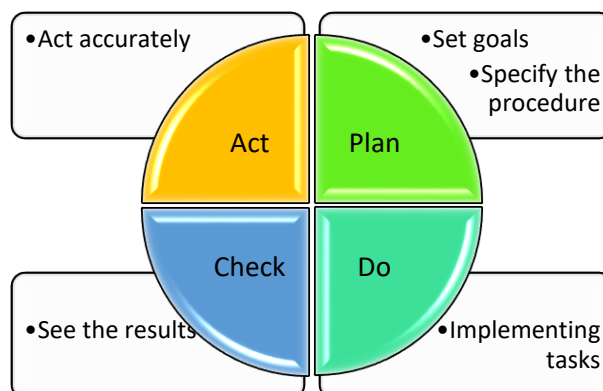 •Act accurately
•Set goals
•Specify the
procedure
Act
Plan
Check
Do
•See the results
•Implementing
tasks